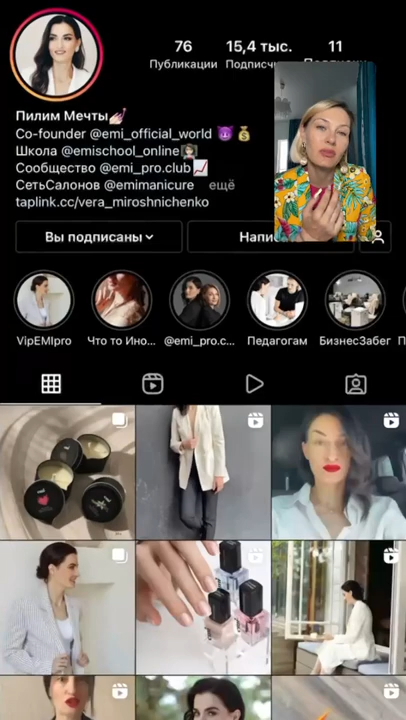 76 15,4 тыс. 11
Публикации Подписч
Пилим Мечты
Co-founder @emi_official_world
Школа @emischool_online
Сообщество @emi_pro.club
СетьСалонов @emimanicure ещё
taplink.cc/vera_miroshnichenko
Вы подписаны Напи
VipEMIpro Что то Ино... @emi_pro.c... Педагогам БизнесЗабег П